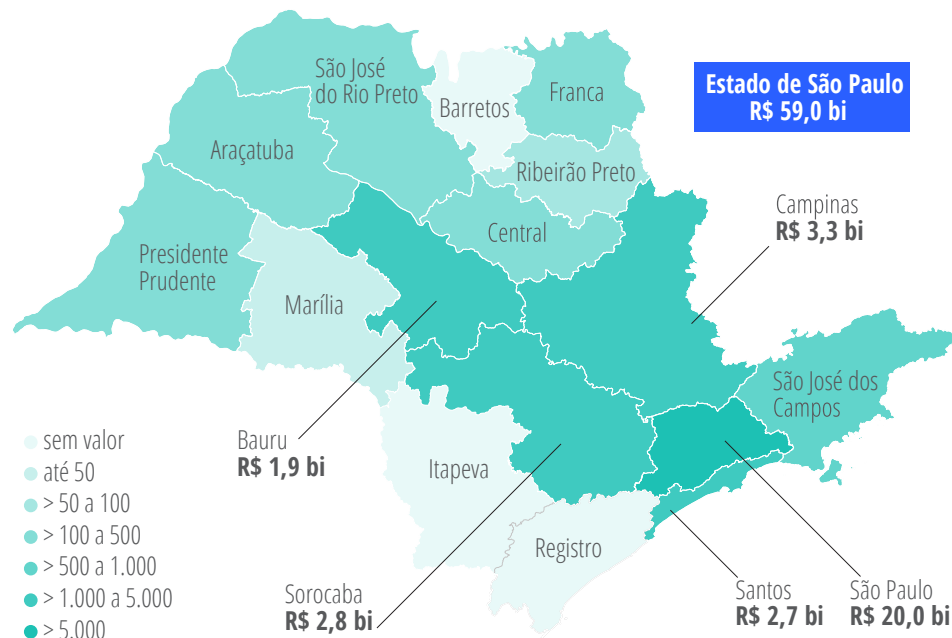 São José
do Rio Preto
Barretos
Franca
Estado de São Paulo
R$ 59,0 bi
Araçatuba
Ribeirão Preto
Campinas
R$ 3,3 bi
Central
Presidente
Prudente
Marília
São José dos
Campos
Bauru
R$ 1,9 bi
Itapeva
Registro
Sorocaba
R$ 2,8 bi
Santos
R$ 2,7 bi
São Paulo
R$ 20,0 bi
sem valor
até 50
> 50 a 100
> 100 a 500
> 500 a 1.000
> 1.000 a 5.000
> 5.000